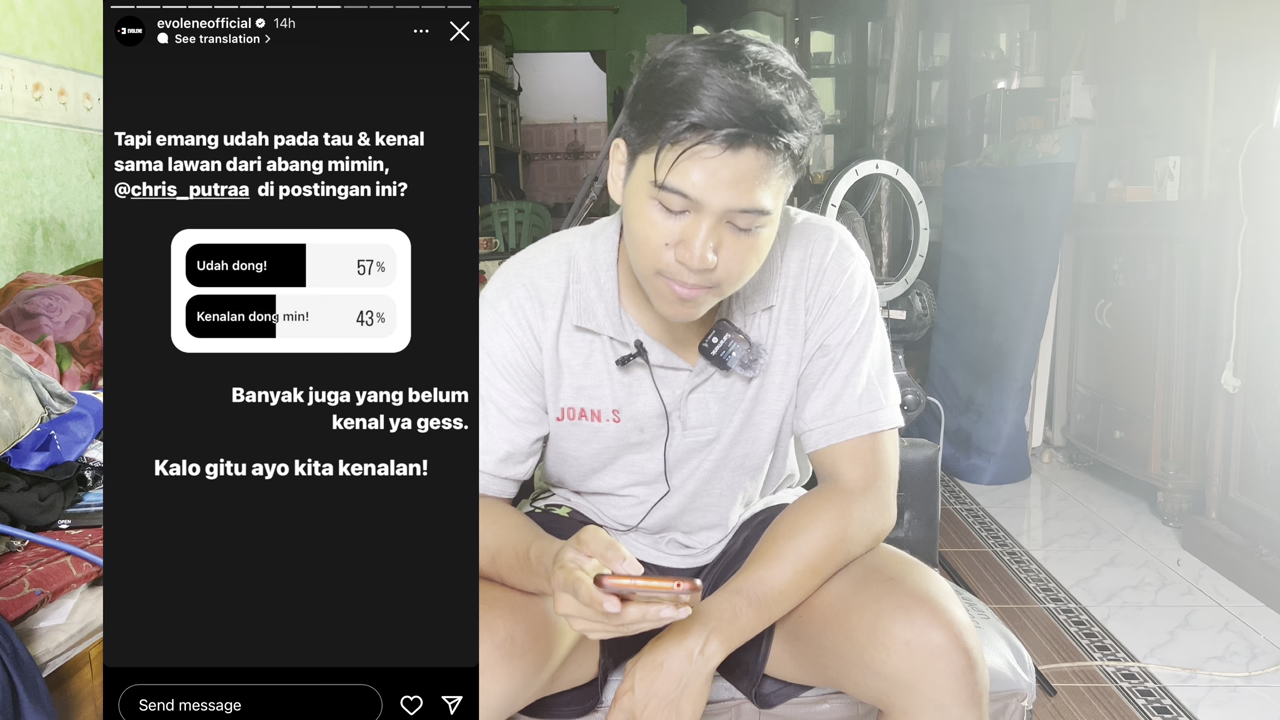 evoleneofficial 14h
See translation >
EVOLENE
Tapi emang udah pada tau & kenal
sama lawan dari abang mimin,
@chris_putraa di postingan ini?
Udah dong! 57%
Kenalan dong min! 43%
Banyak juga yang belum
kenal ya gess.
Kalo gitu ayo kita kenalan!
Send message
JOAN.S
OPEN